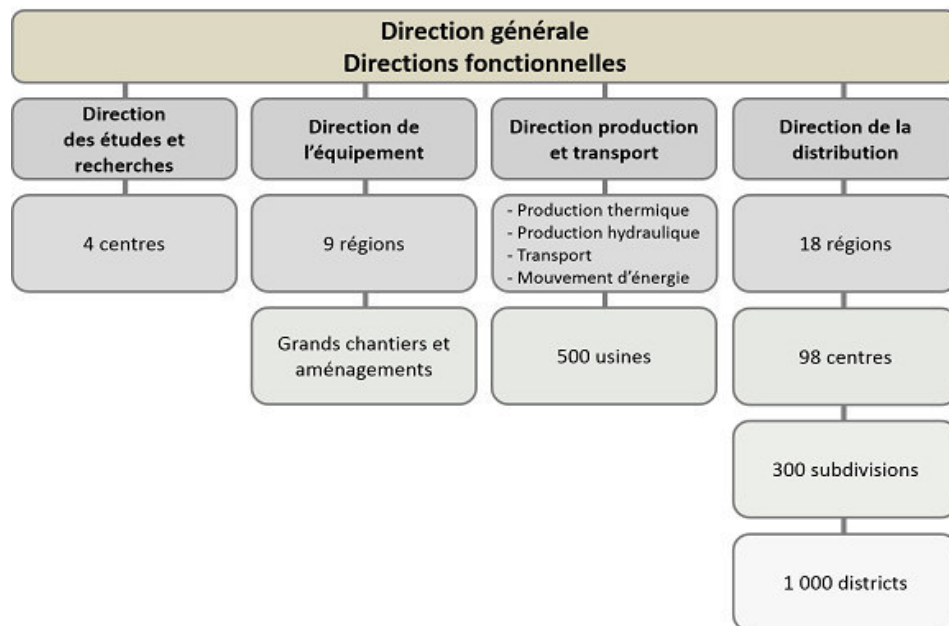 Direction générale
Directions fonctionnelles
Direction
des études et
recherches
4 centres
Direction de
l’équipement
9 régions
Grands chantiers et
aménagements
Direction production
et transport
- Production thermique
- Production hydraulique
- Transport
- Mouvement d’énergie
500 usines
Direction de la
distribution
18 régions
98 centres
300 subdivisions
1 000 districts